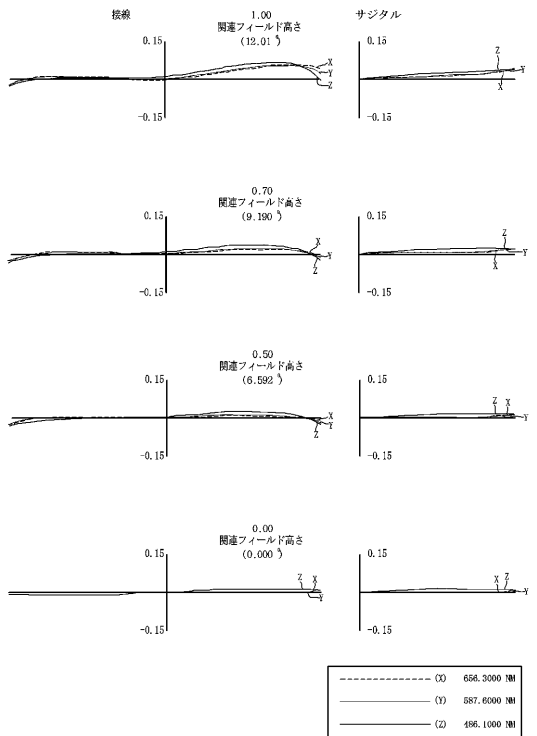 接線
1.00
関連フィールド高さ
(12.01 °)
サジタル
0.15
-0.15
X
Y
Z
0.15
-0.15
Z
Y
X
0.70
関連フィールド高さ
(9.190 °)
0.15
-0.15
X
Y
Z
0.15
-0.15
Z
Y
X
0.50
関連フィールド高さ
(6.592 °)
0.15
-0.15
X
Y
Z
0.15
-0.15
Z X
Y
0.00
関連フィールド高さ
(0.000 °)
0.15
-0.15
Z X
Y
0.15
-0.15
X Z
Y
(X) 656.3000 NM
(Y) 587.6000 NM
(Z) 486.1000 NM